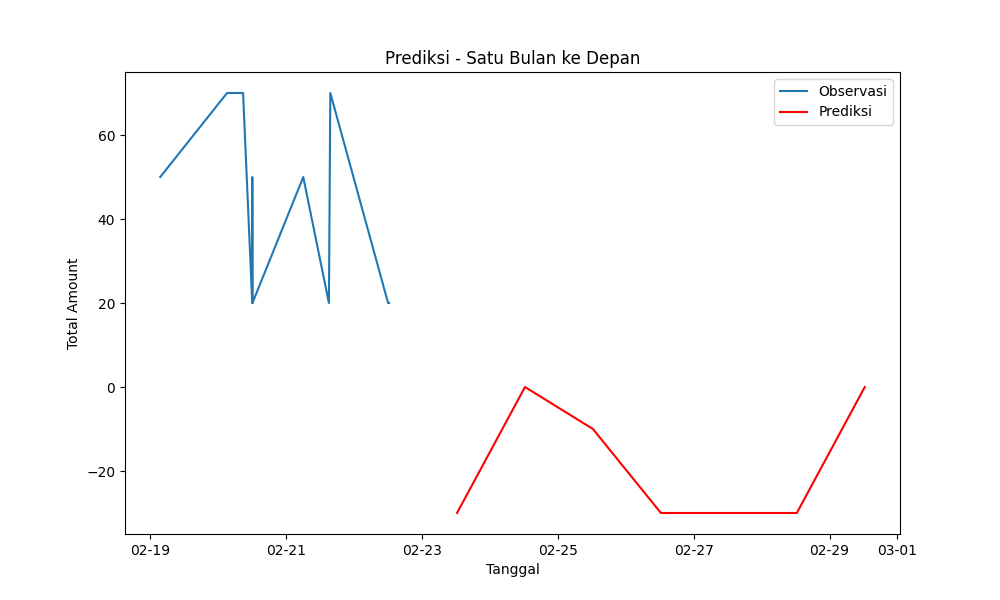 Prediksi - Satu Bulan ke Depan
Observasi
Prediksi
60
40
20
0
−20
Total Amount
02-19
02-21
02-23
02-25
02-27
02-29
03-01
Tanggal